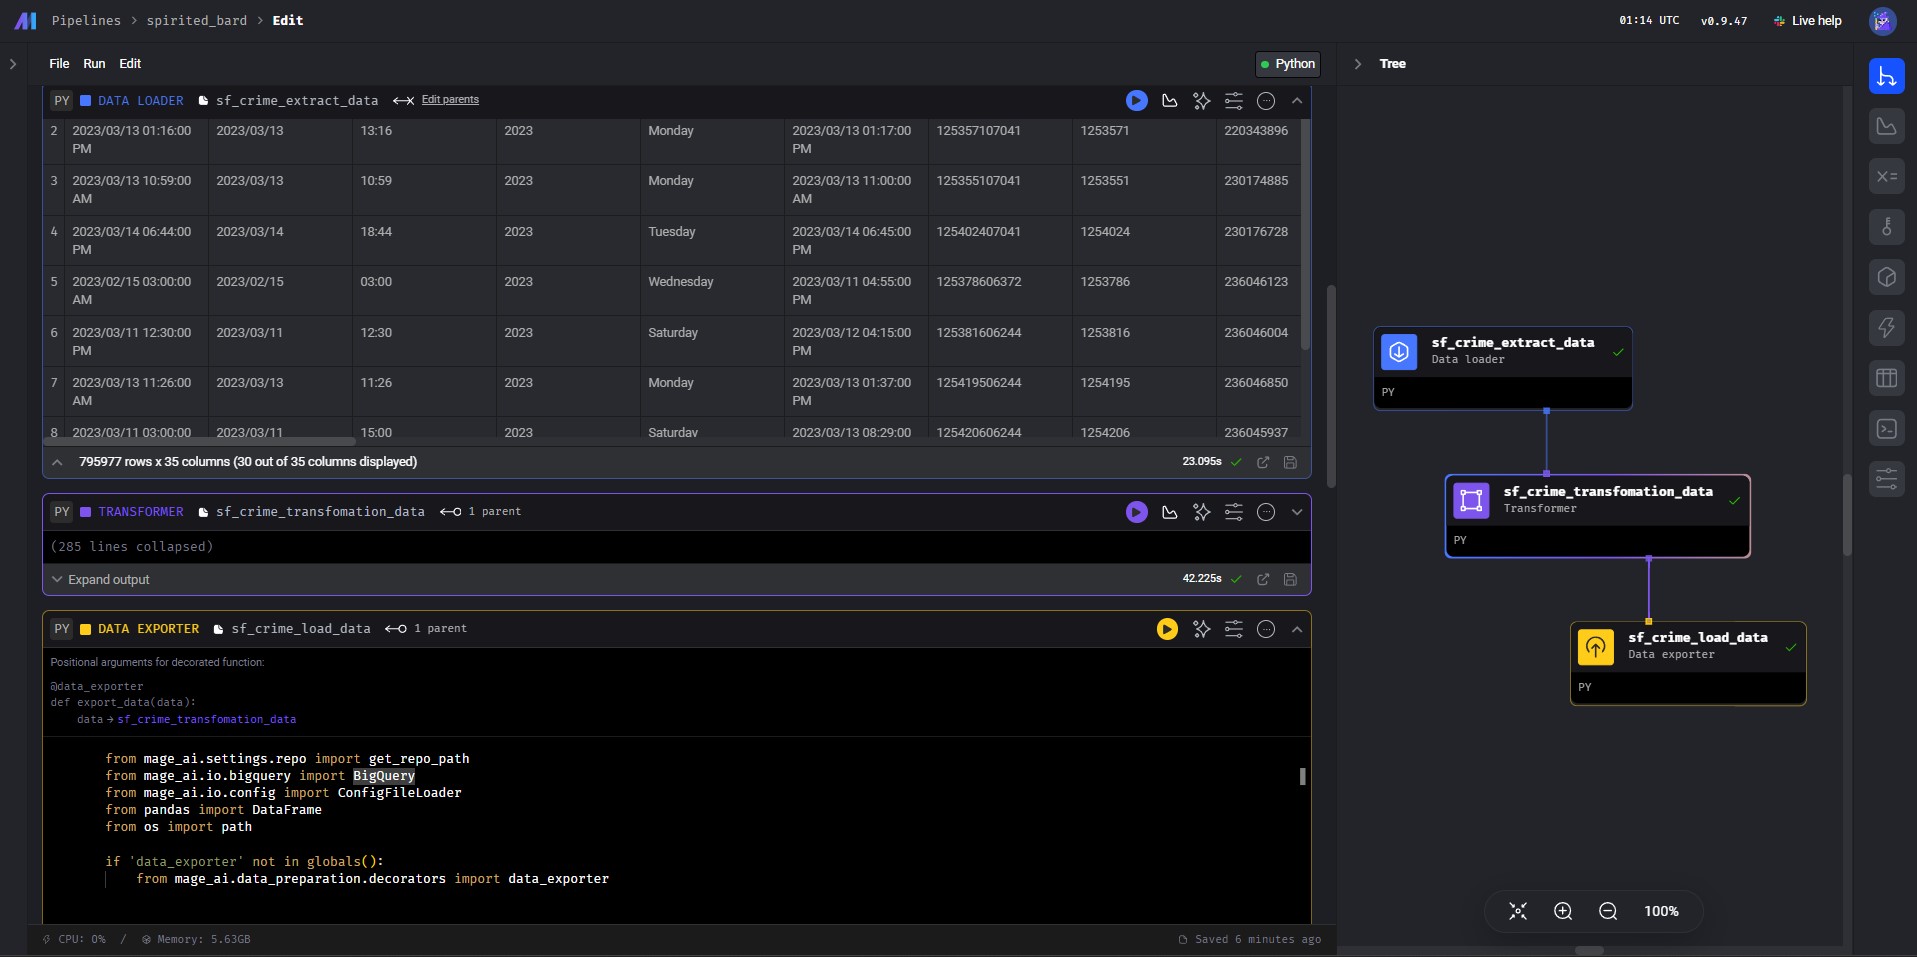 Pipelines > spirited_bard > Edit
01:14 UTC v0.9.47 Live help
File Run Edit Python
Tree
PY DATA LOADER sf_crime_extract_data Edit parents
2 2023/03/13 01:16:00 PM 2023/03/13 13:16 2023 Monday 2023/03/13 01:17:00 PM 125357107041 1253571 220343896
3 2023/03/13 10:59:00 AM 2023/03/13 10:59 2023 Monday 2023/03/13 11:00:00 AM 125355107041 1253551 230174885
4 2023/03/14 06:44:00 PM 2023/03/14 18:44 2023 Tuesday 2023/03/14 06:45:00 PM 125402407041 1254024 230176728
5 2023/02/15 03:00:00 AM 2023/02/15 03:00 2023 Wednesday 2023/03/11 04:55:00 PM 125378606372 1253786 236046123
6 2023/03/11 12:30:00 PM 2023/03/11 12:30 2023 Saturday 2023/03/12 04:15:00 PM 125381606244 1253816 236046004
7 2023/03/13 11:26:00 AM 2023/03/13 11:26 2023 Monday 2023/03/13 01:37:00 PM 125419506244 1254195 236046850
8 2023/03/11 03:00:00 2023/03/11 15:00 2023 Saturday 2023/03/13 08:29:00 125420606244 1254206 236045937
795977 rows x 35 columns (30 out of 35 columns displayed) 23.095s
PY TRANSFORMER sf_crime_transfomation_data 1 parent
(285 lines collapsed)
Expand output 42.225s
PY DATA EXPORTER sf_crime_load_data 1 parent
Positional arguments for decorated function:
@data_exporter
def export_data(data):
data → sf_crime_transfomation_data
from mage_ai.settings.repo import get_repo_path
from mage_ai.io.bigquery import BigQuery
from mage_ai.io.config import ConfigFileLoader
from pandas import DataFrame
from os import path
if 'data_exporter' not in globals():
from mage_ai.data_preparation.decorators import data_exporter
CPU: 0% / Memory: 5.63GB
Saved 6 minutes ago
sf_crime_extract_data
Data loader
PY
sf_crime_transfomation_data
Transformer
PY
sf_crime_load_data
Data exporter
PY
100%